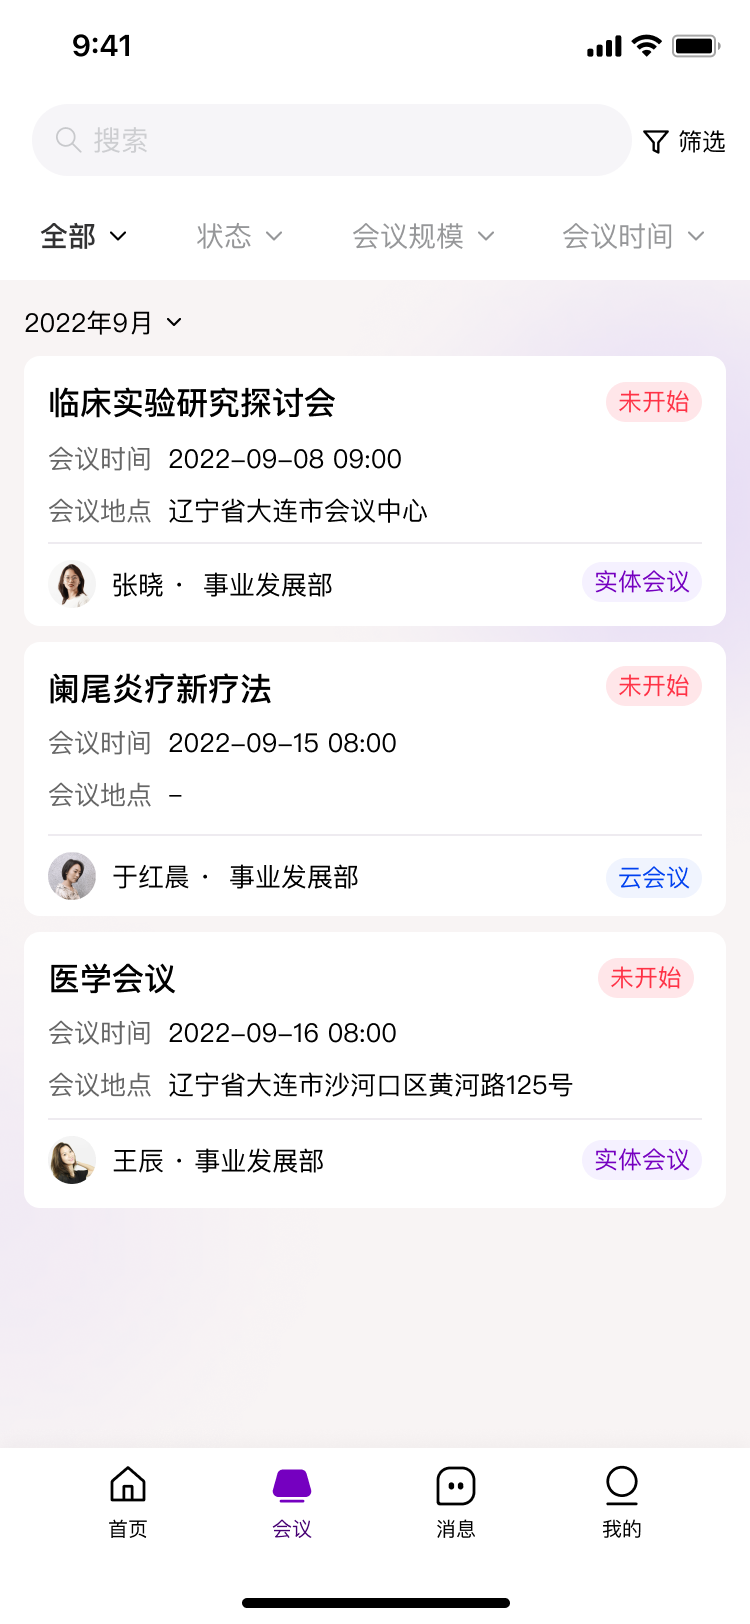 9:41
搜索
筛选
全部 状态 会议规模 会议时间
2022年9月
临床实验研究探讨会 未开始
会议时间 2022-09-08 09:00
会议地点 辽宁省大连市会议中心
张晓 · 事业发展部 实体会议
阑尾炎疗新疗法 未开始
会议时间 2022-09-15 08:00
会议地点 -
于红晨 · 事业发展部 云会议
医学会议 未开始
会议时间 2022-09-16 08:00
会议地点 辽宁省大连市沙河口区黄河路125号
王辰 · 事业发展部 实体会议
首页 会议 消息 我的